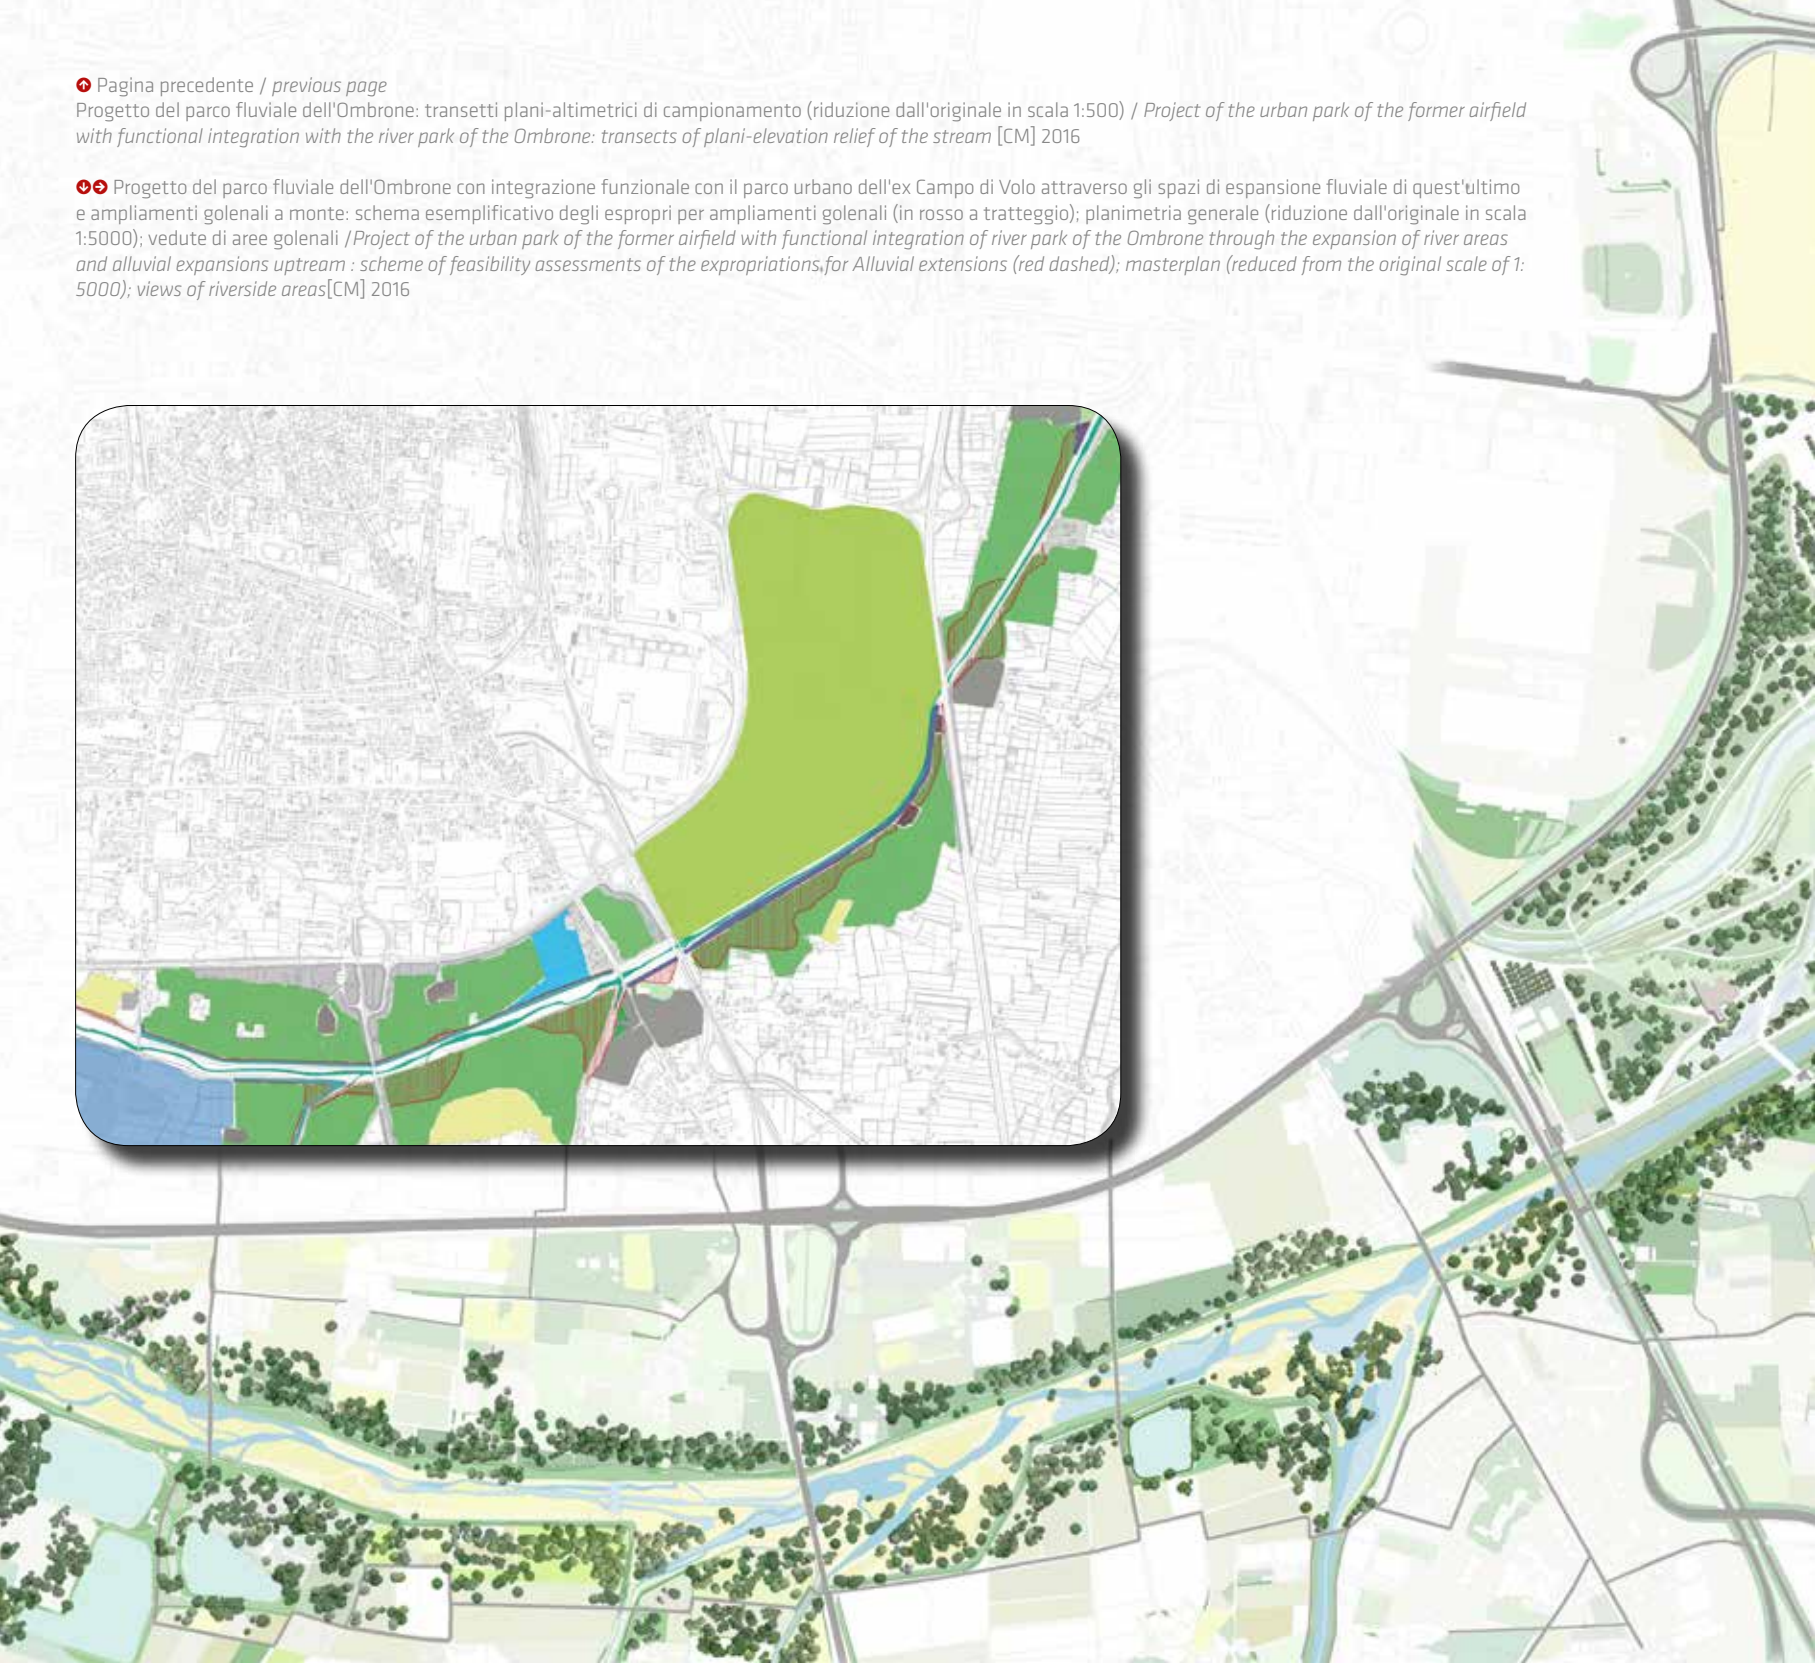 Pagina precedente / previous page
Progetto del parco fluviale dell'Ombrone: transetti plani-altimetrici di campionamento (riduzione dall'originale in scala 1:500) / Project of the urban park of the former airfield
with functional integration with the river park of the Ombrone: transects of plani-elevation relief of the stream [CM] 2016
Progetto del parco fluviale dell'Ombrone con integrazione funzionale con il parco urbano dell'ex Campo di Volo attraverso gli spazi di espansione fluviale di quest'ultimo
e ampliamenti golenali a monte: schema esemplificativo degli espropri per ampliamenti golenali (in rosso a tratteggio); planimetria generale (riduzione dall'originale in scala
1:5000); vedute di aree golenali /Project of the urban park of the former airfield with functional integration of river park of the Ombrone through the expansion of river areas
and alluvial expansions uptream : scheme of feasibility assessments of the expropriations for Alluvial extensions (red dashed); masterplan (reduced from the original scale of 1:
5000); views of riverside areas[CM] 2016